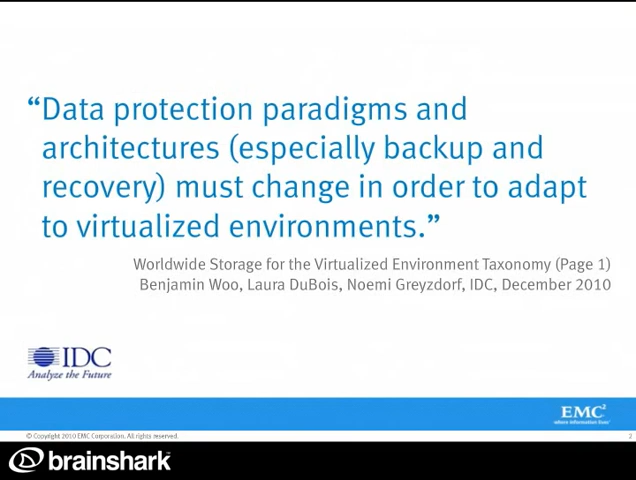 “Data protection paradigms and
architectures (especially backup and
recovery) must change in order to adapt
to virtualized environments.”
Worldwide Storage for the Virtualized Environment Taxonomy (Page 1)
Benjamin Woo, Laura DuBois, Noemi Greyzdorf, IDC, December 2010
IDC
Analyze the Future
EMC²
where information lives®
© Copyright 2010 EMC Corporation. All rights reserved.
2
brainshark